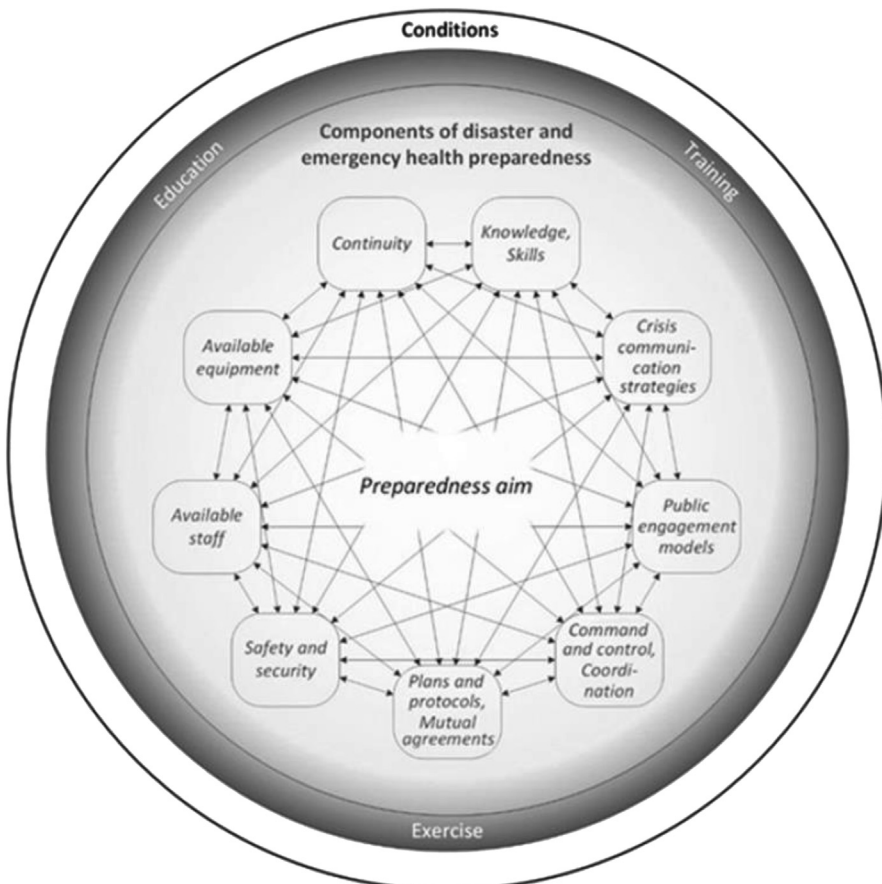 Conditions
Education
Training
Components of disaster and
emergency health preparedness
Continuity
Knowledge,
Skills
Available
equipment
Crisis
communi-
cation
strategies
Preparedness aim
Available
staff
Public
engagement
models
Safety and
security
Command
and control,
Coordi-
nation
Plans and
protocols,
Mutual
agreements
Exercise